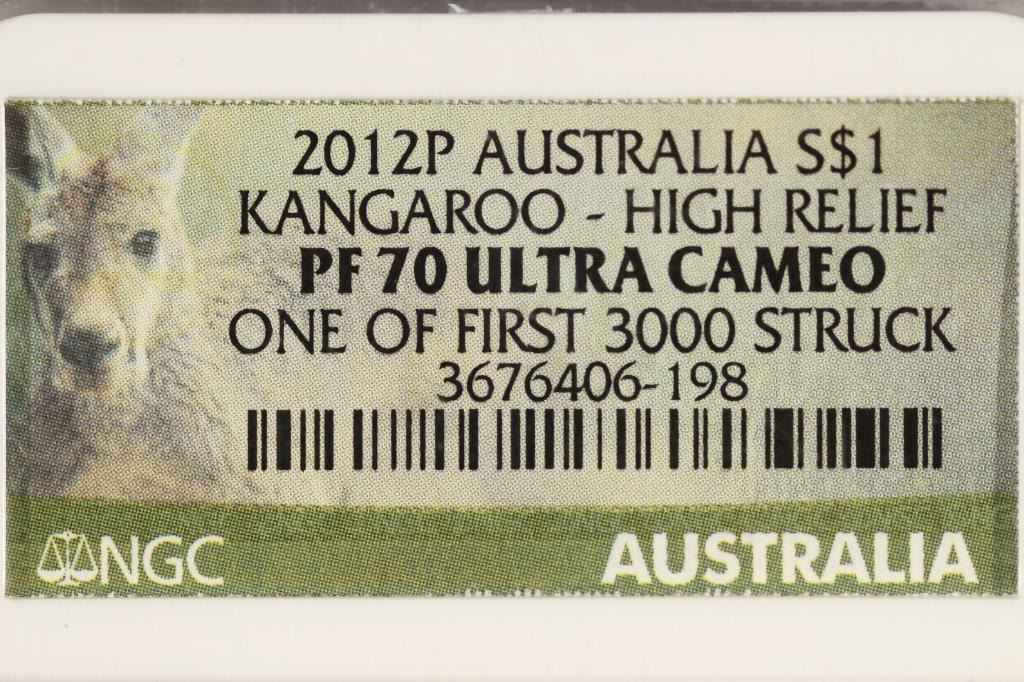 2012P AUSTRALIA S$1
KANGAROO - HIGH RELIEF
PF 70 ULTRA CAMEO
ONE OF FIRST 3000 STRUCK
3676406-198
NGC
AUSTRALIA